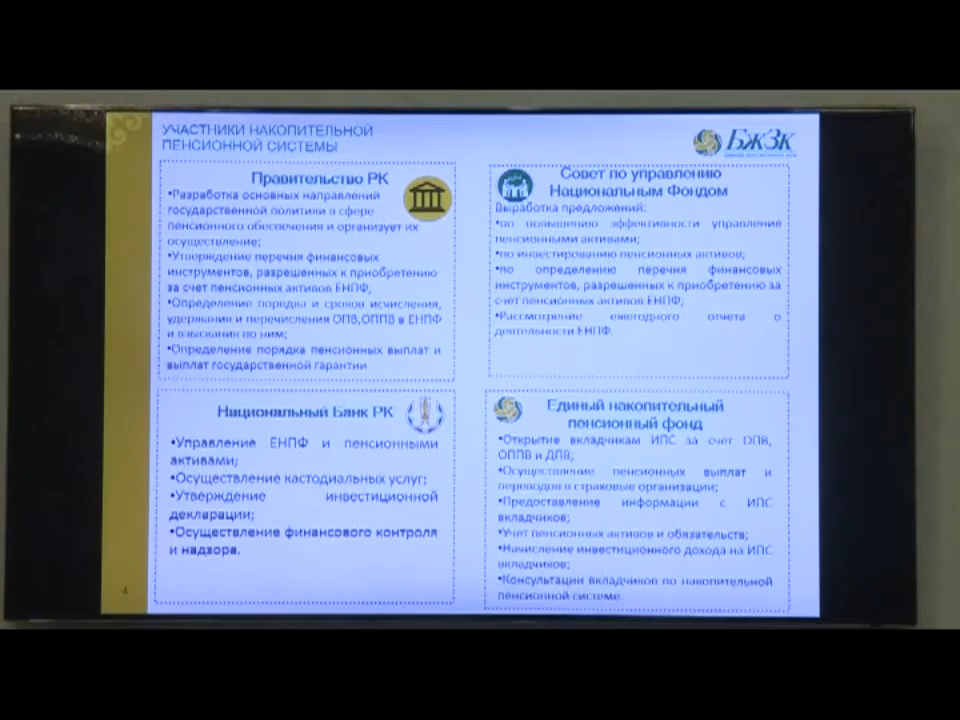 УЧАСТНИКИ НАКОПИТЕЛЬНОЙ
ПЕНСИОННОЙ СИСТЕМЫ
БЖЗҚ
Правительство РК
•Разработка основных направлений
государственной политики в сфере
пенсионного обеспечения и организует их
осуществление;
•Утверждение перечня финансовых
инструментов, разрешенных к приобретению
за счет пенсионных активов ЕНПФ,
•Определение порядка и сроков исчисления,
удержания и перечисления ОПВ,ОППВ в ЕНПФ
и взыскания по ним;
•Определение порядка пенсионных выплат и
выплат государственной гарантии
Совет по управлению
Национальным Фондом
Выработка предложений:
•по повышению эффективности управления
пенсионными активами;
•по инвестированию пенсионных активов;
•по определению перечня финансовых
инструментов, разрешенных к приобретению за
счет пенсионных активов ЕНПФ;
•Рассмотрение ежегодного отчета о
деятельности ЕНПФ.
Национальный Банк РК
•Управление ЕНПФ и пенсионными
активами;
•Осуществление кастодиальных услуг;
•Утверждение инвестиционной
декларации;
•Осуществление финансового контроля
и надзора.
Единый накопительный
пенсионный фонд
•Открытие вкладчикам ИПС за счет ОПВ,
ОППВ и ДПВ;
•Осуществление пенсионных выплат и
переводов в страховые организации;
•Предоставление информации с ИПС
вкладчиков;
•Учет пенсионных активов и обязательств;
•Начисление инвестиционного дохода на ИПС
вкладчиков;
•Консультации вкладчиков по накопительной
пенсионной системе.
4